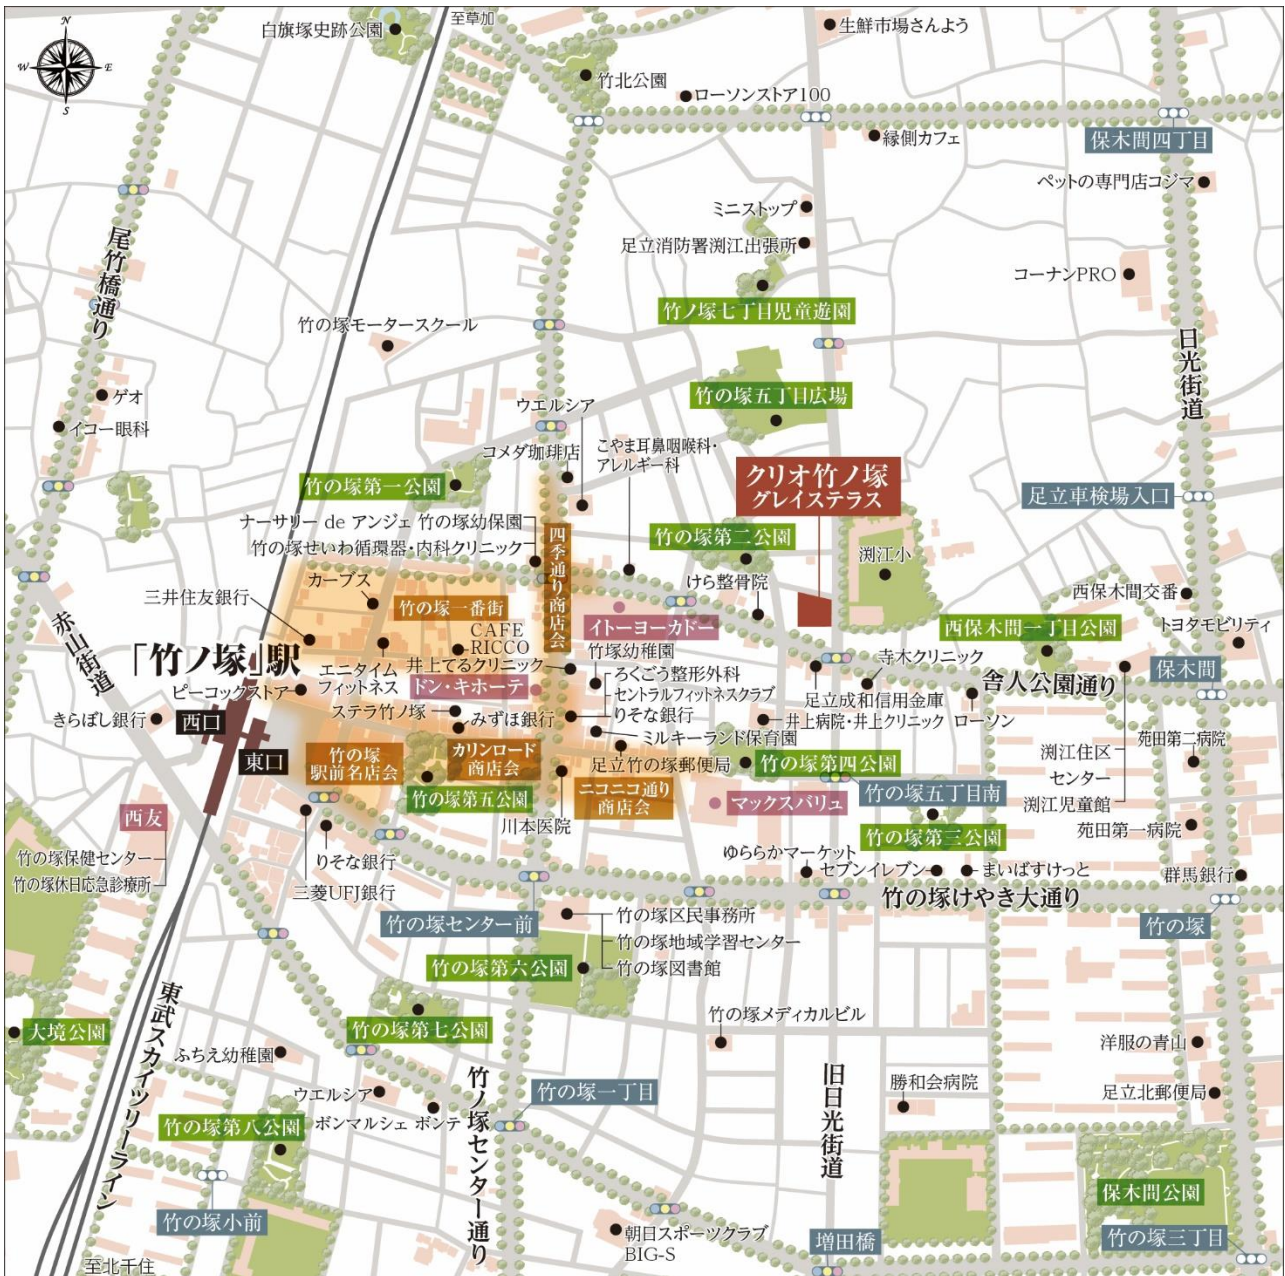 N
W
E
S
白旗塚史跡公園
至草加
生鮮市場さんよう
竹北公園
ローソンストア100
縁側カフェ
保木間四丁目
ペットの専門店コジマ
ミニストップ
足立消防署渕江出張所
コーナンPRO
尾竹橋通り
竹ノ塚七丁目児童遊園
竹の塚モータースクール
日光街道
ゲオ
イコー眼科
ウエルシア
竹の塚五丁目広場
コメダ珈琲店
こやま耳鼻咽喉科・
アレルギー科
クリオ竹ノ塚
グレイステラス
竹の塚第一公園
足立車検場入口
ナーサリー de アンジェ 竹の塚幼保園
竹の塚せいわ循環器・内科クリニック
四季通り商店会
竹の塚第二公園
渕江小
カーブス
けら整骨院
三井住友銀行
竹の塚一番街
イトーヨーカドー
西保木間交番
西保木間一丁目公園
トヨタモビリティ
赤山街道
CAFE
RICCO
竹塚幼稚園
「竹ノ塚」駅
エニタイム
フィットネス
井上てるクリニック
ろくごう整形外科
寺木クリニック
舎人公園通り
保木間
ピーコックストア
ドン・キホーテ
セントラルフィットネスクラブ
足立成和信用金庫
きらぼし銀行
西口
ステラ竹ノ塚
みずほ銀行
りそな銀行
井上病院・井上クリニック
ローソン
ミルキーランド保育園
苑田第二病院
東口
竹の塚
駅前名店会
カリンロード
商店会
足立竹の塚郵便局
竹の塚第四公園
渕江住区
センター
竹の塚第五公園
ニコニコ通り
商店会
竹の塚五丁目南
渕江児童館
西友
マックスバリュ
川本医院
竹の塚第三公園
苑田第一病院
竹の塚保健センター
竹の塚休日応急診療所
りそな銀行
三菱UFJ銀行
ゆららかマーケット
セブンイレブン
まいばすけっと
群馬銀行
竹の塚けやき大通り
竹の塚センター前
竹の塚区民事務所
竹の塚
竹の塚地域学習センター
竹の塚第六公園
竹の塚図書館
東武スカイツリーライン
竹の塚メディカルビル
大境公園
竹の塚第七公園
洋服の青山
ふちえ幼稚園
竹ノ塚センター通り
旧日光街道
勝和会病院
ウエルシア
竹の塚一丁目
足立北郵便局
ボンマルシェ ボンテ
竹の塚第八公園
保木間公園
竹の塚小前
朝日スポーツクラブ
BIG-S
増田橋
竹の塚三丁目
至北千住